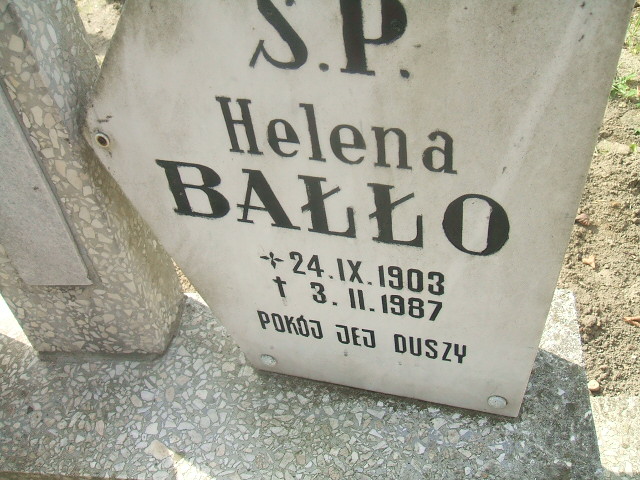 Ś.P.
Helena
BAŁŁO
24.IX.1903
3.II.1987
POKÓJ JEJ DUSZY